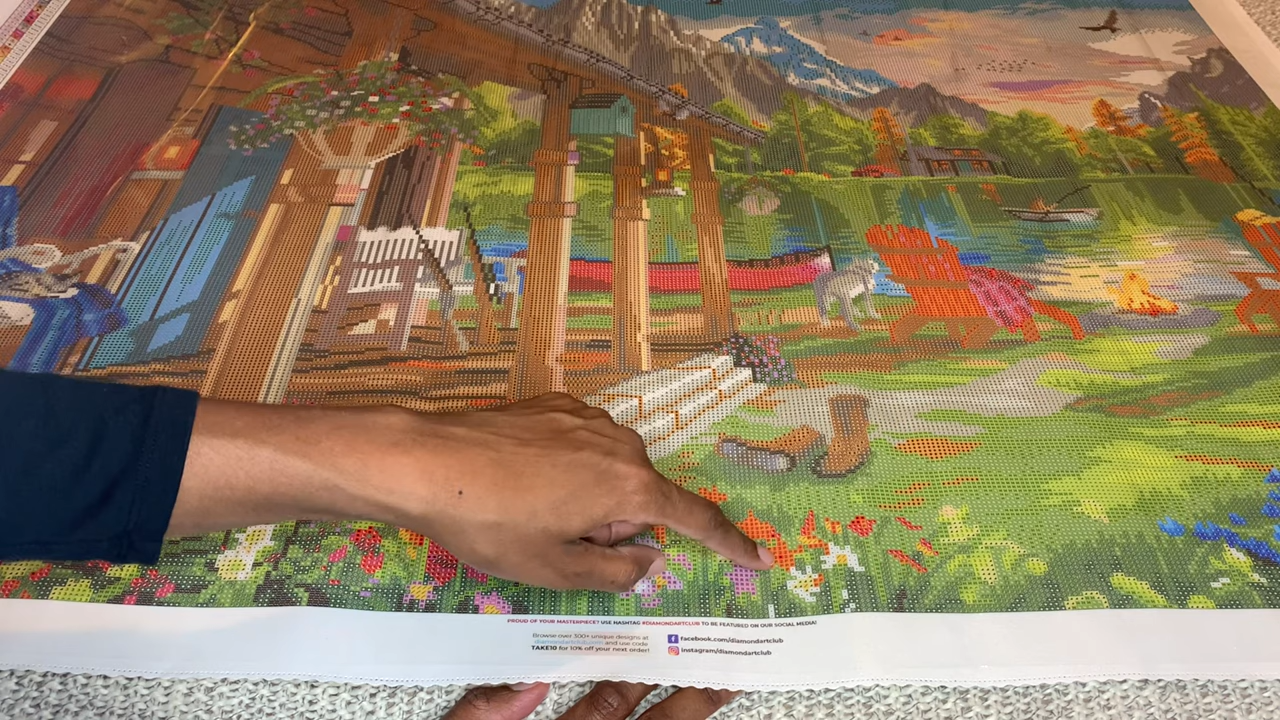 PROUD OF YOUR MASTERPIECE? USE HASHTAG #DIAMONDARTCLUB TO BE FEATURED ON OUR SOCIAL MEDIA!
Browse over 300+ unique designs at
diamondartclub.com and use code
TAKE10 for 10% off your next order!
facebook.com/diamondartclub
instagram/diamondartclub